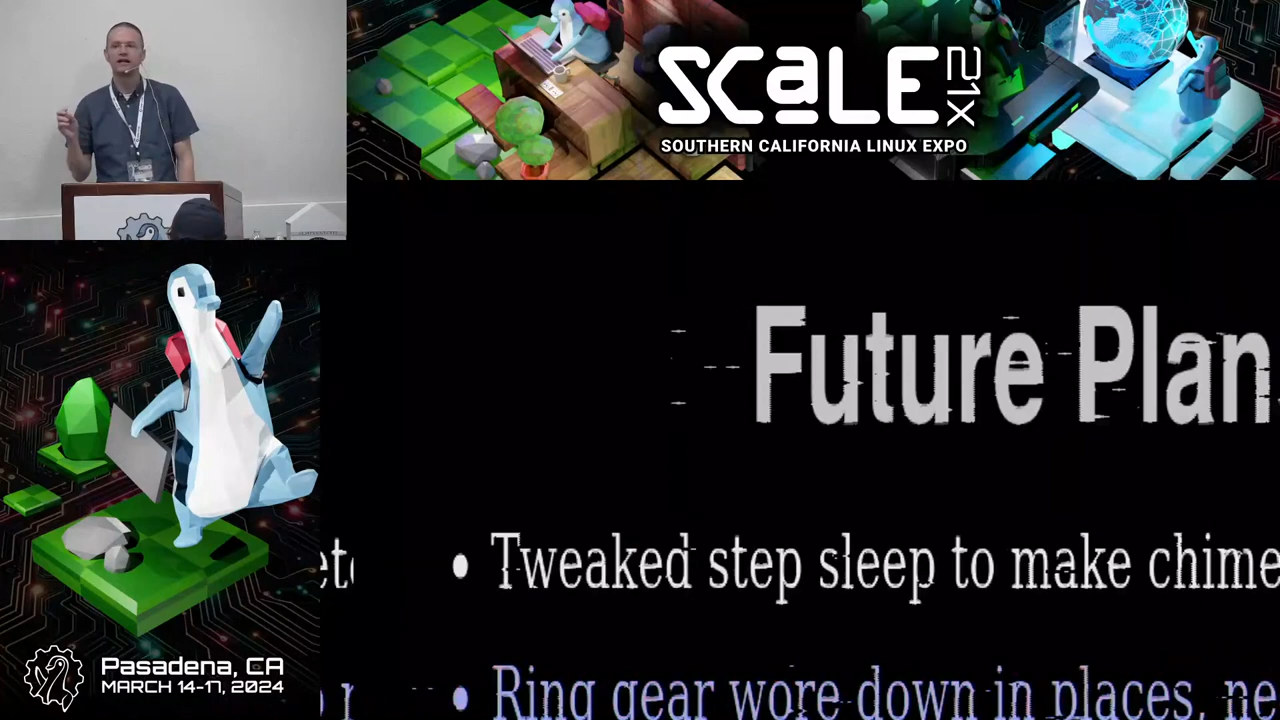 SCaLE 21x
SOUTHERN CALIFORNIA LINUX EXPO
Future Plan
• Tweaked step sleep to make chime
• Ring gear wore down in places, ne
Pasadena, CA
MARCH 14-17, 2024